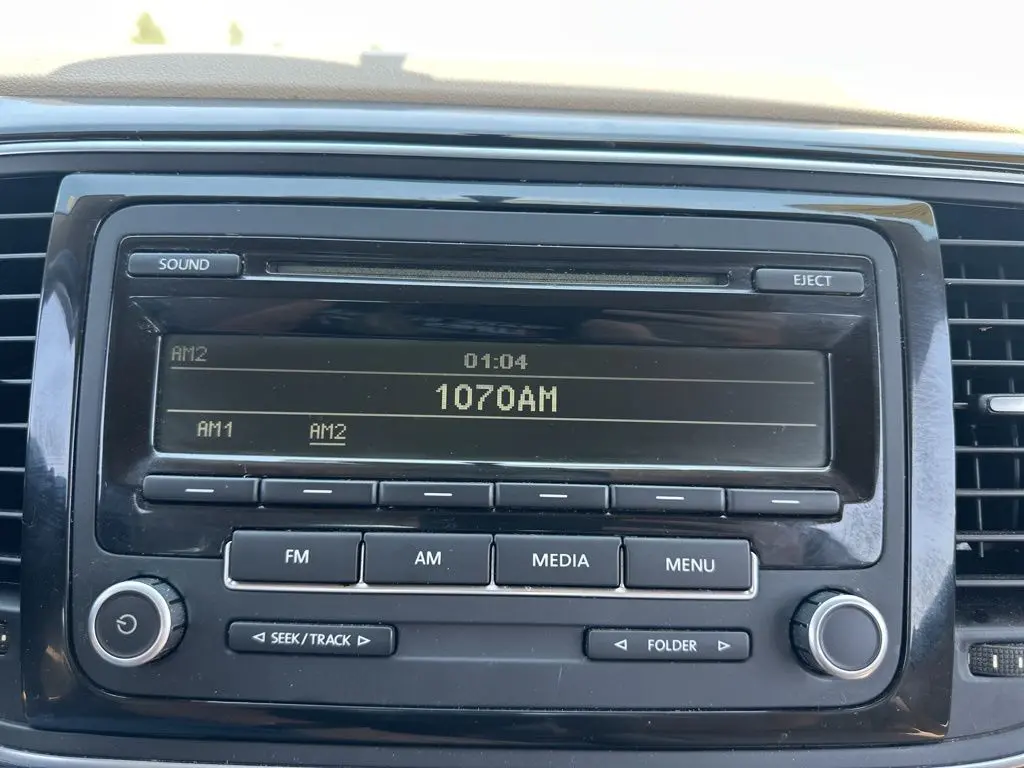 SOUND
EJECT
AM2
01:04
1070AM
AM1 AM2
FM AM MEDIA MENU
SEEK/TRACK
FOLDER